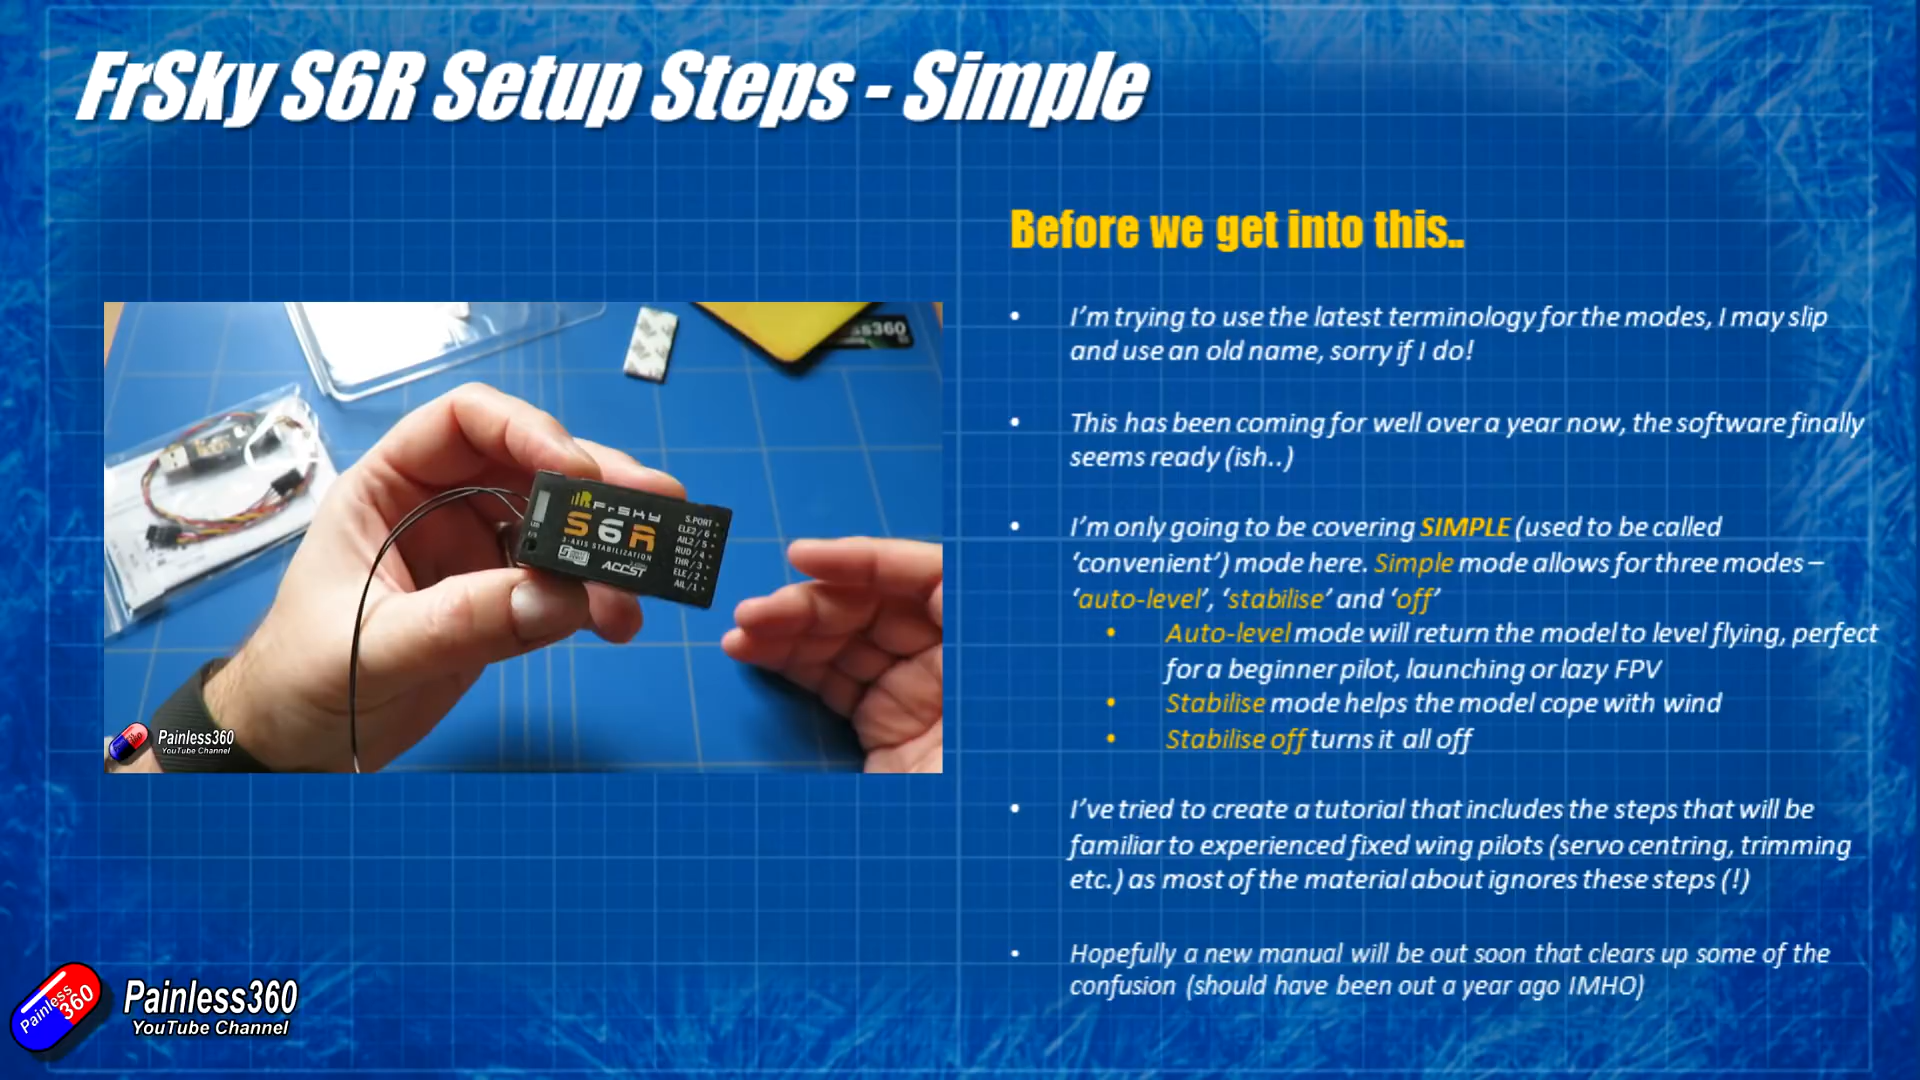 FrSky S6R Setup Steps - Simple
Before we get into this..
• I'm trying to use the latest terminology for the modes, I may slip
and use an old name, sorry if I do!
• This has been coming for well over a year now, the software finally
seems ready (ish..)
• I'm only going to be covering SIMPLE (used to be called
'convenient') mode here. Simple mode allows for three modes –
'auto-level', 'stabilise' and 'off'
• Auto-level mode will return the model to level flying, perfect
for a beginner pilot, launching or lazy FPV
• Stabilise mode helps the model cope with wind
• Stabilise off turns it all off
• I've tried to create a tutorial that includes the steps that will be
familiar to experienced fixed wing pilots (servo centring, trimming
etc.) as most of the material about ignores these steps (!)
• Hopefully a new manual will be out soon that clears up some of the
confusion (should have been out a year ago IMHO)
ss360
FrSKY
S6R
3-AXIS STABILIZATION
ACCST
S.PORT
ELE2/6
AIL2/5
RUD/4
THR/3
ELE/2
AIL/1
Painless360
YouTube Channel
Painless
360
Painless360
YouTube Channel